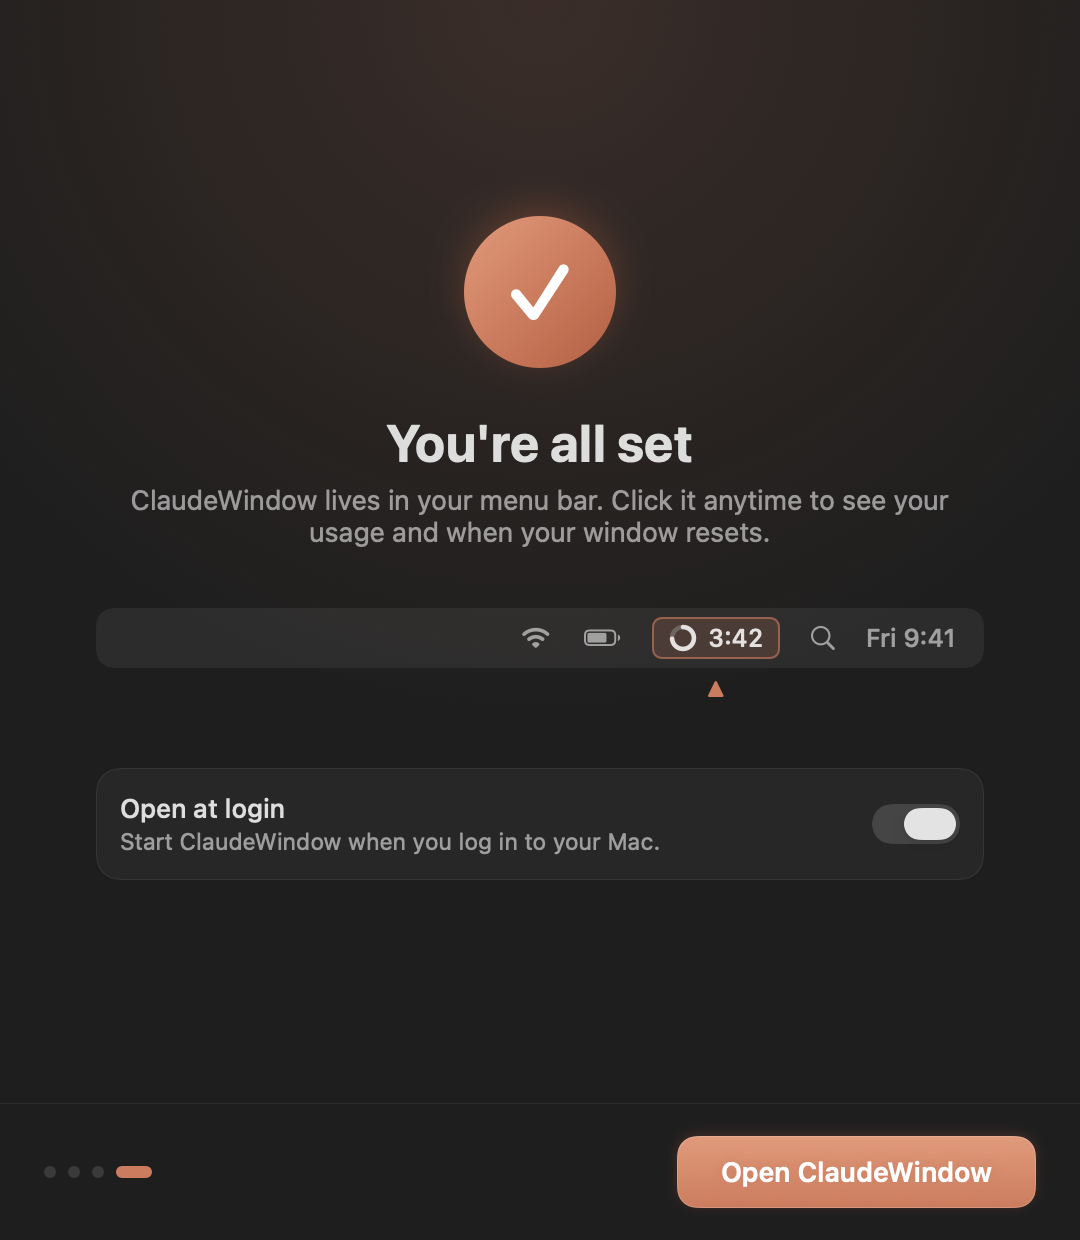 You're all set
ClaudeWindow lives in your menu bar. Click it anytime to see your
usage and when your window resets.
3:42 Fri 9:41
Open at login
Start ClaudeWindow when you log in to your Mac.
Open ClaudeWindow